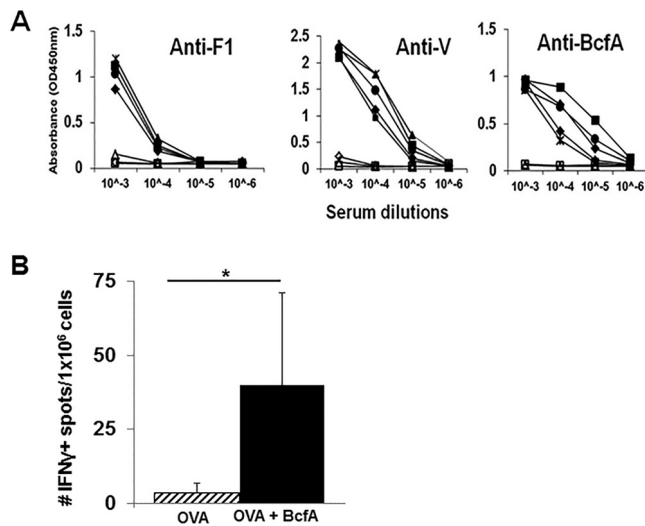 A
Anti-F1
Anti-V
Anti-BcfA
Absorbance (OD450nm)
1.5
1
0.5
0
10^-3 10^-4 10^-5 10^-6
2.5
2
1.5
1
0.5
0
10^-3 10^-4 10^-5 10^-6
1.5
1
0.5
0
10^-3 10^-4 10^-5 10^-6
Serum dilutions
B
# IFNγ+ spots/1x10⁶ cells
75
50
25
0
*
OVA
OVA + BcfA